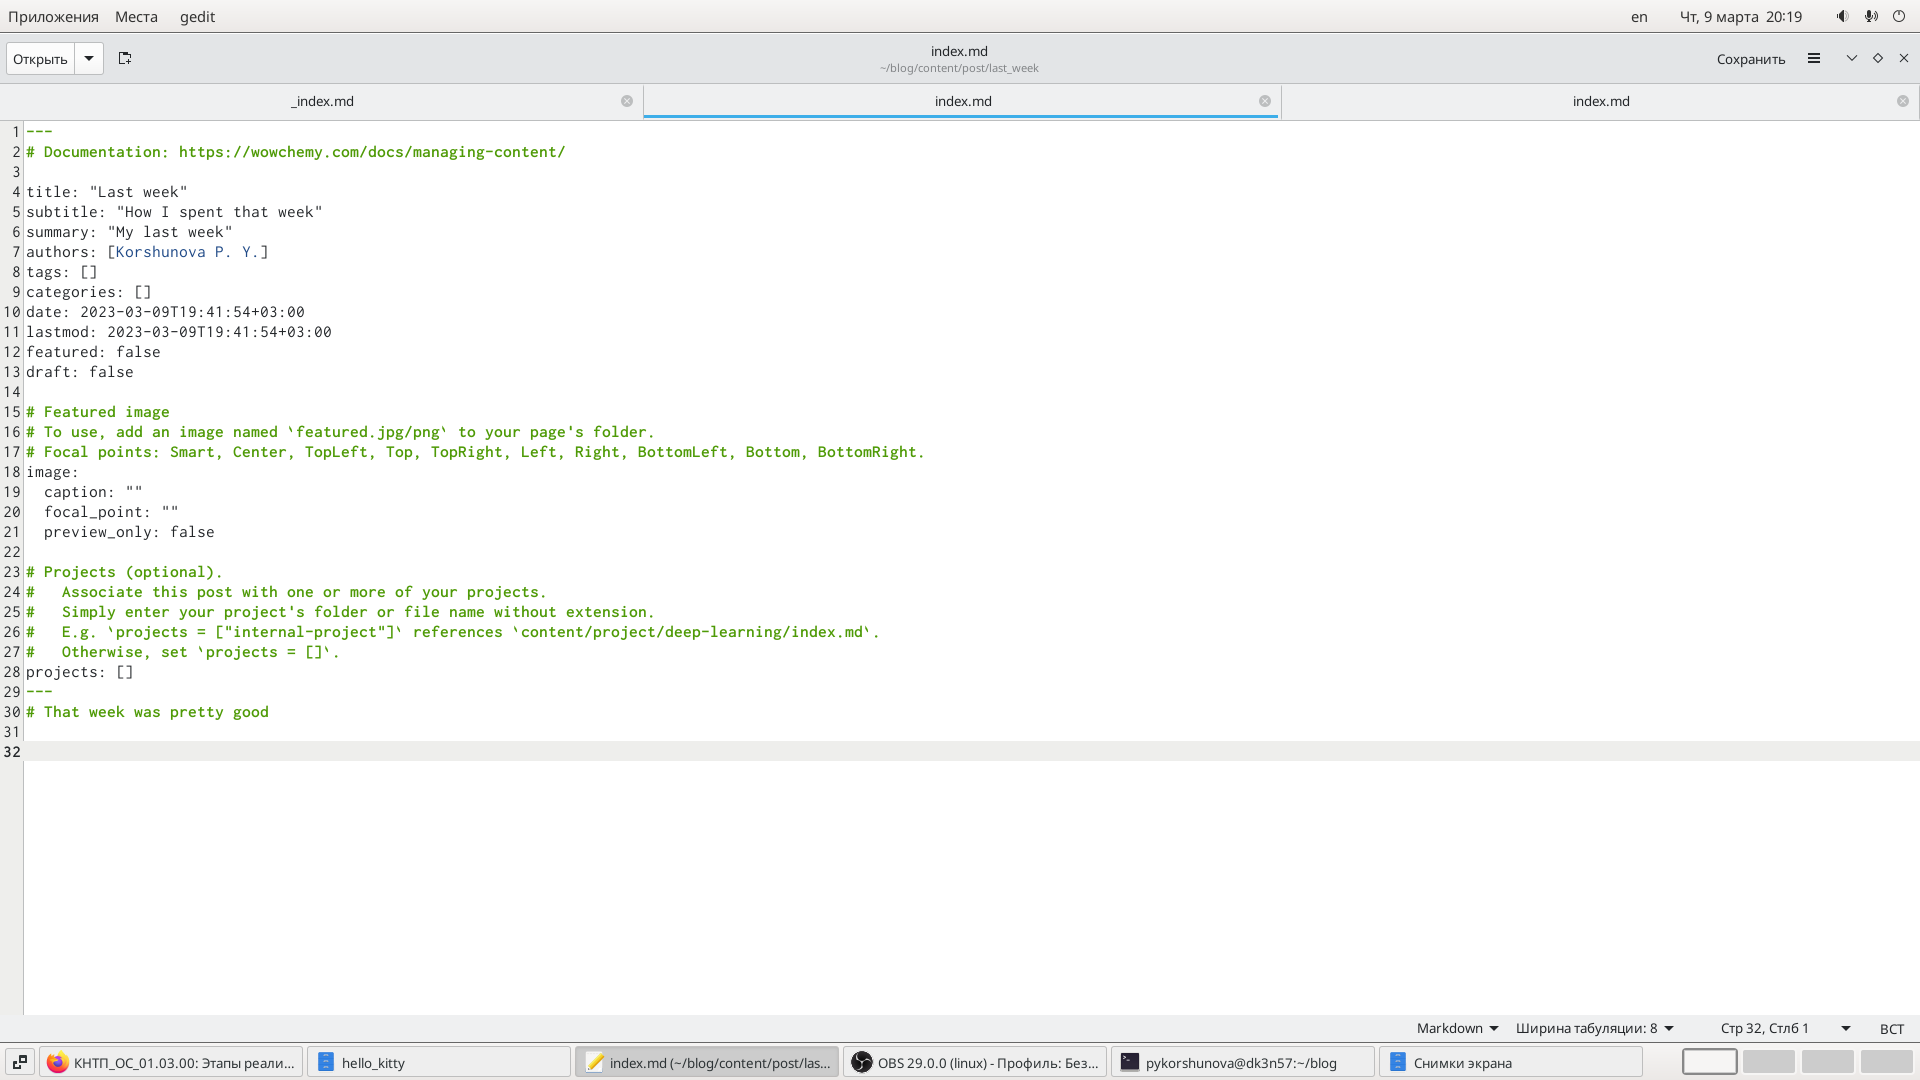 Приложения Места gedit en Чт, 9 марта 20:19
Открыть index.md Сохранить
~/blog/content/post/last_week
_index.md index.md index.md
1 ---
2 # Documentation: https://wowchemy.com/docs/managing-content/
3
4 title: "Last week"
5 subtitle: "How I spent that week"
6 summary: "My last week"
7 authors: [Korshunova P. Y.]
8 tags: []
9 categories: []
10 date: 2023-03-09T19:41:54+03:00
11 lastmod: 2023-03-09T19:41:54+03:00
12 featured: false
13 draft: false
14
15 # Featured image
16 # To use, add an image named `featured.jpg/png` to your page's folder.
17 # Focal points: Smart, Center, TopLeft, Top, TopRight, Left, Right, BottomLeft, Bottom, BottomRight.
18 image:
19   caption: ""
20   focal_point: ""
21   preview_only: false
22
23 # Projects (optional).
24 #   Associate this post with one or more of your projects.
25 #   Simply enter your project's folder or file name without extension.
26 #   E.g. `projects = ["internal-project"]` references `content/project/deep-learning/index.md`.
27 #   Otherwise, set `projects = []`.
28 projects: []
29 ---
30 # That week was pretty good
31
32
Markdown Ширина табуляции: 8 Стр 32, Стлб 1 ВСТ
КНТП_ОС_01.03.00: Этапы реали... hello_kitty index.md (~/blog/content/post/las... OBS 29.0.0 (linux) - Профиль: Без... pykorshunova@dk3n57:~/blog Снимки экрана